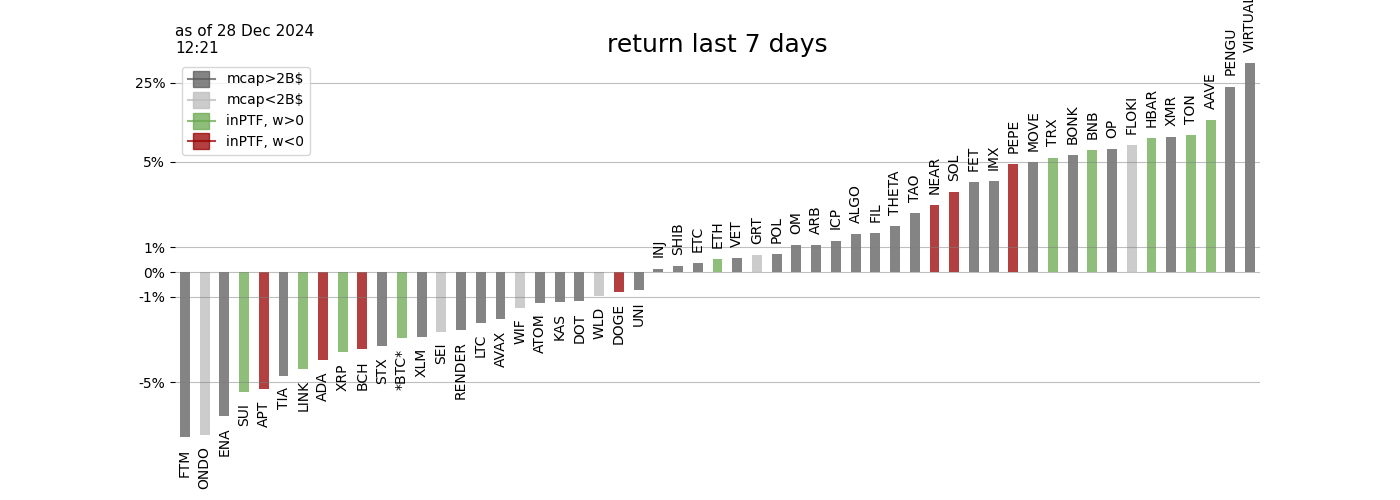 as of 28 Dec 2024
12:21
return last 7 days
mcap>2B$
mcap<2B$
inPTF, w>0
inPTF, w<0
25%
5%
1%
0%
-1%
-5%
FTM
ONDO
ENA
SUI
APT
TIA
LINK
ADA
XRP
BCH
STX
*BTC*
XLM
SEI
RENDER
LTC
AVAX
WIF
ATOM
KAS
DOT
WLD
DOGE
UNI
INJ
SHIB
ETC
ETH
VET
GRT
POL
OM
ARB
ICP
ALGO
FIL
THETA
TAO
NEAR
SOL
FET
IMX
PEPE
MOVE
TRX
BONK
BNB
OP
FLOKI
HBAR
XMR
TON
AAVE
PENGU
VIRTUAL